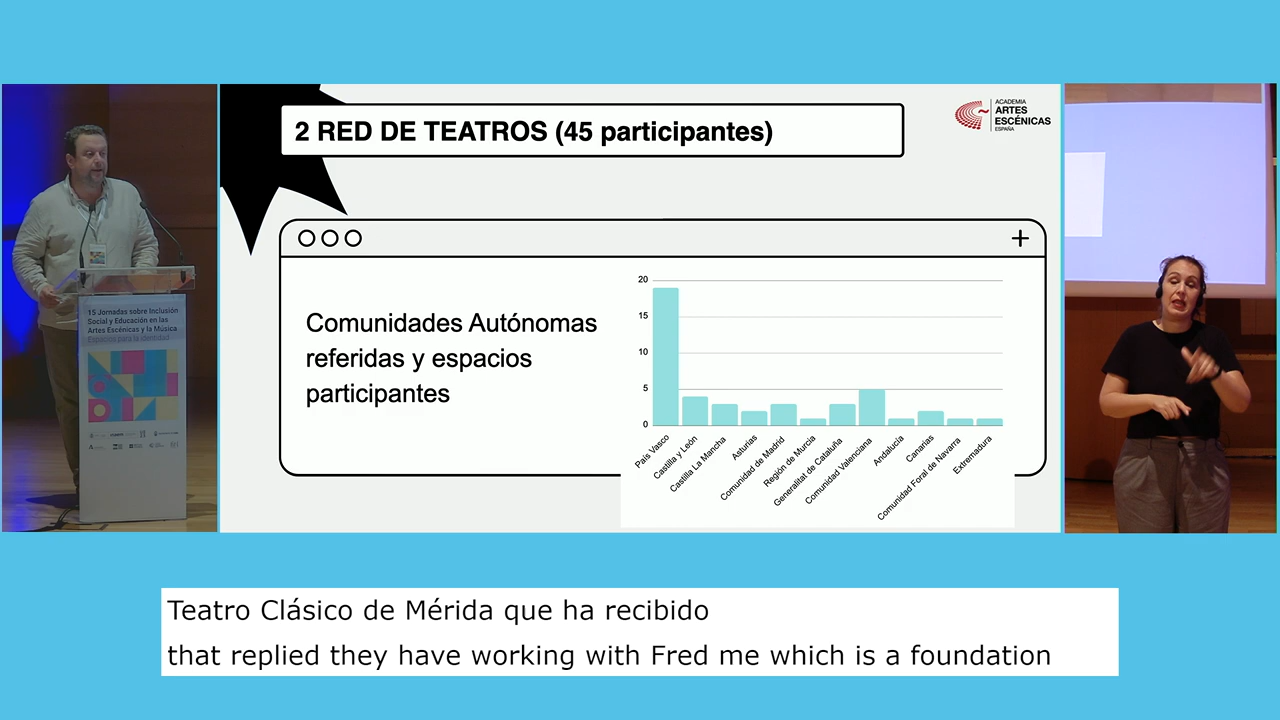 2 RED DE TEATROS (45 participantes)
ACADEMIA
ARTES
ESCÉNICAS
ESPAÑA
Comunidades Autónomas
referidas y espacios
participantes
20
15
10
5
0
País Vasco
Castilla y León
Castilla La Mancha
Asturias
Comunidad de Madrid
Región de Murcia
Generalitat de Cataluña
Comunidad Valenciana
Andalucía
Canarias
Comunidad Foral de Navarra
Extremadura
15 Jornadas sobre Inclusión
Social y Educación en las
Artes Escénicas y la Música
Espacios para la Identidad
Teatro Clásico de Mérida que ha recibido
that replied they have working with Fred me which is a foundation